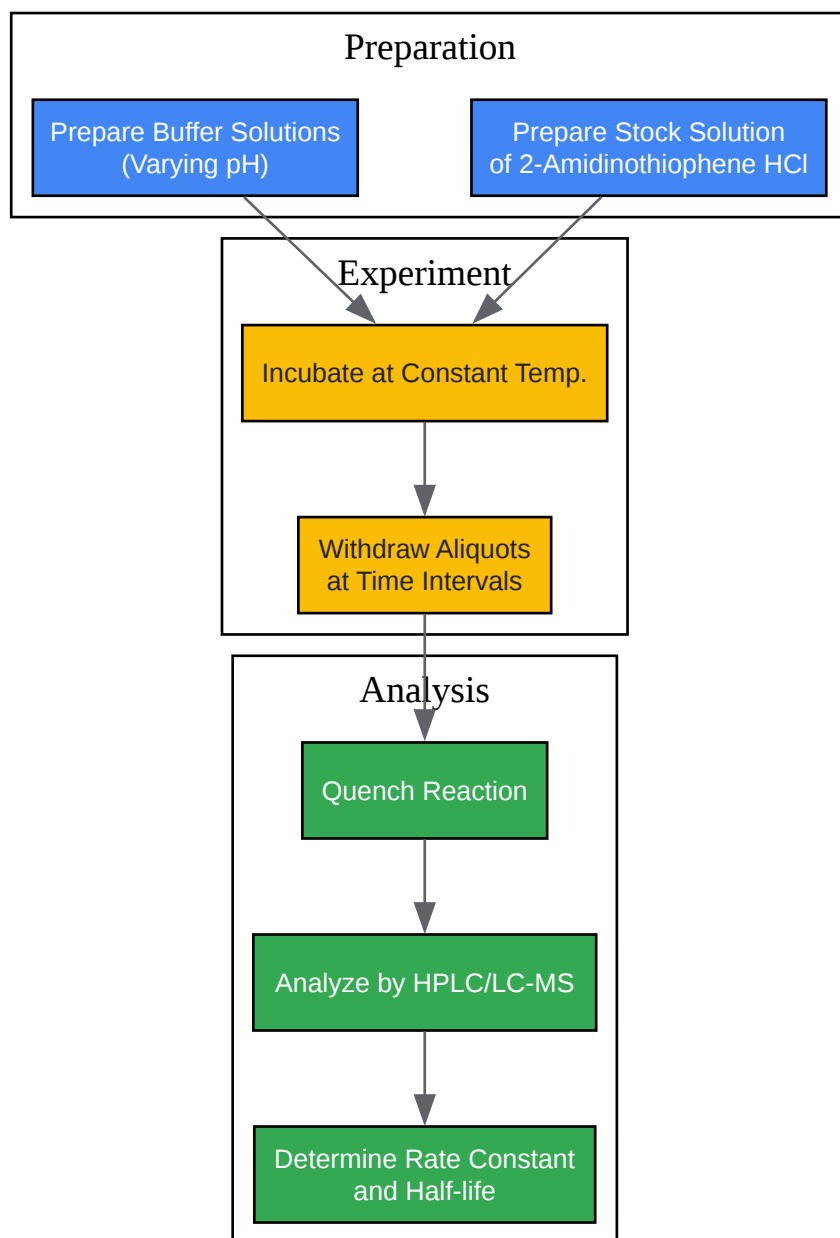 Preparation
Prepare Buffer Solutions
(Varying pH)
Prepare Stock Solution
of 2-Amidinothiophene HCl
Experiment
Incubate at Constant Temp.
Withdraw Aliquots
at Time Intervals
Analysis
Quench Reaction
Analyze by HPLC/LC-MS
Determine Rate Constant
and Half-life